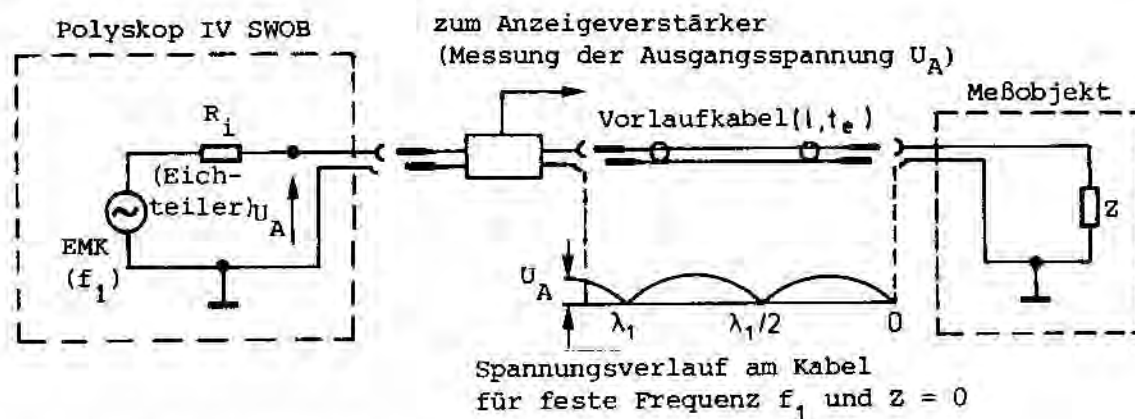 Polyskop IV SWOB
zum Anzeigeverstärker
(Messung der Ausgangsspannung U_A)
Meßobjekt
R_i
Vorlaufkabel(l,t_e)
(Eich-
teiler)
U_A
EMK
(f_1)
Z
U_A
λ_1
λ_1/2
0
Spannungsverlauf am Kabel
für feste Frequenz f_1 und Z = 0